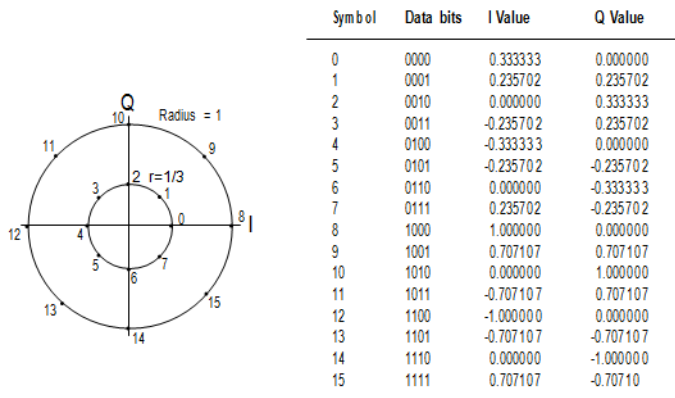 Symbol Data bits I Value Q Value
0 0000 0.333333 0.000000
1 0001 0.235702 0.235702
2 0010 0.000000 0.333333
3 0011 -0.235702 0.235702
4 0100 -0.333333 0.000000
5 0101 -0.235702 -0.235702
6 0110 0.000000 -0.333333
7 0111 0.235702 -0.235702
8 1000 1.000000 0.000000
9 1001 0.707107 0.707107
10 1010 0.000000 1.000000
11 1011 -0.707107 0.707107
12 1100 -1.000000 0.000000
13 1101 -0.707107 -0.707107
14 1110 0.000000 -1.000000
15 1111 0.707107 -0.70710
Q
10 Radius = 1
11 9
2 r=1/3
3 1
12 4 0 8 I
5 7
6
13 15
14